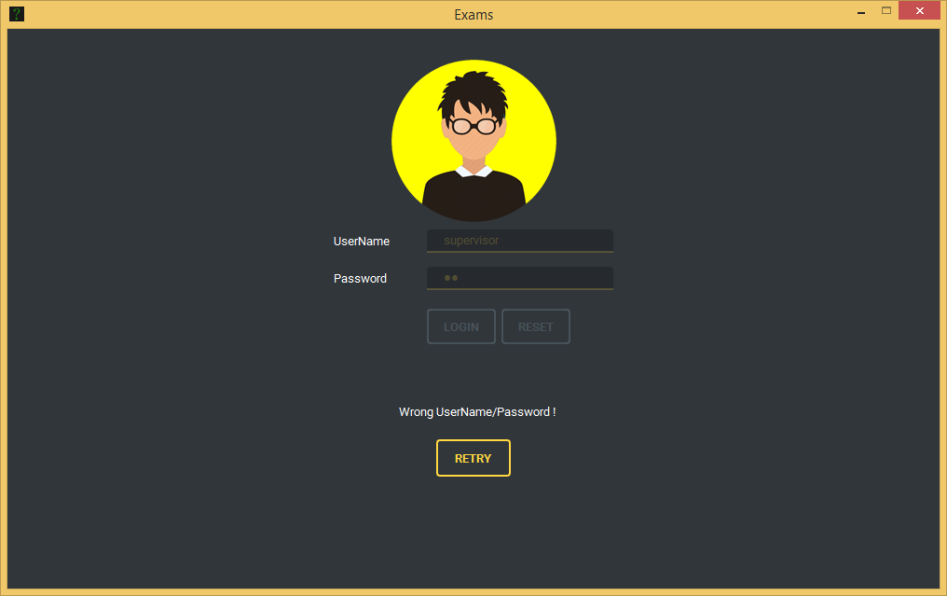 Exams
UserName supervisor
Password ●●
LOGIN RESET
Wrong UserName/Password !
RETRY